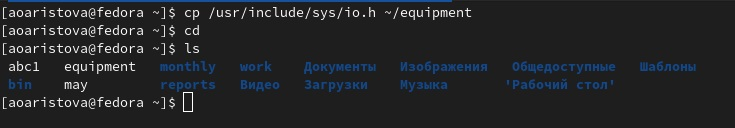 [aoaristova@fedora ~]$ cp /usr/include/sys/io.h ~/equipment
[aoaristova@fedora ~]$ cd
[aoaristova@fedora ~]$ ls
abc1 equipment monthly work Документы Изображения Общедоступные Шаблоны
bin may reports Видео Загрузки Музыка 'Рабочий стол'
[aoaristova@fedora ~]$